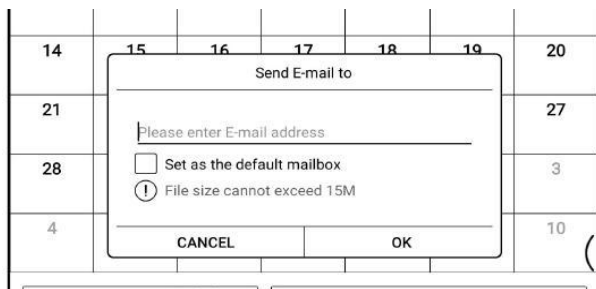 14 15 16 17 18 19 20
Send E-mail to
21 27
Please enter E-mail address
Set as the default mailbox
28 3
! File size cannot exceed 15M
4 10
CANCEL OK